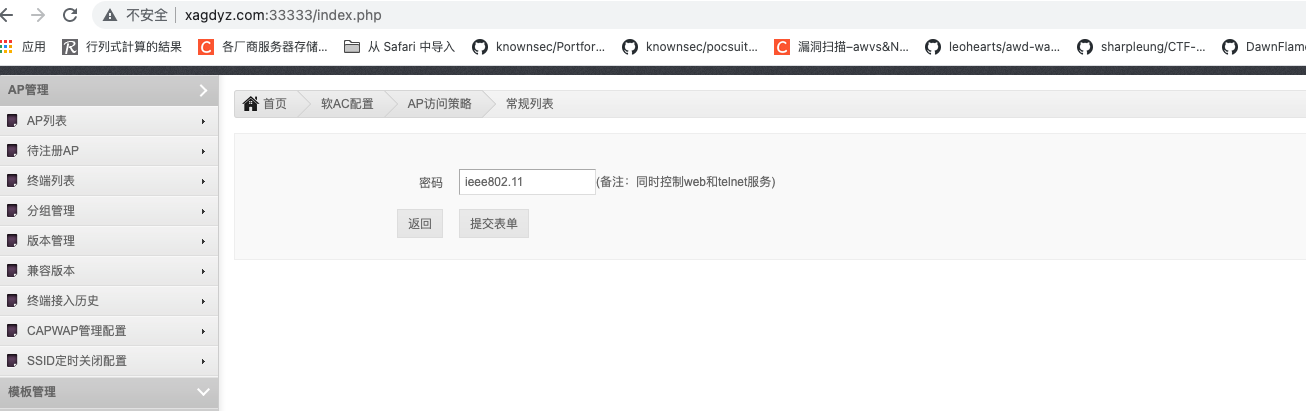 不安全 xagdyz.com:33333/index.php
应用 行列式計算的結果 各厂商服务器存储... 从 Safari 中导入 knownsec/Portfor... knownsec/pocsuit... 漏洞扫描–awvs&N... leohearts/awd-wa... sharpleung/CTF-... DawnFlame
AP管理
首页 软AC配置 AP访问策略 常规列表
AP列表
待注册AP
终端列表
密码 ieee802.11 (备注：同时控制web和telnet服务)
分组管理
返回 提交表单
版本管理
兼容版本
终端接入历史
CAPWAP管理配置
SSID定时关闭配置
模板管理